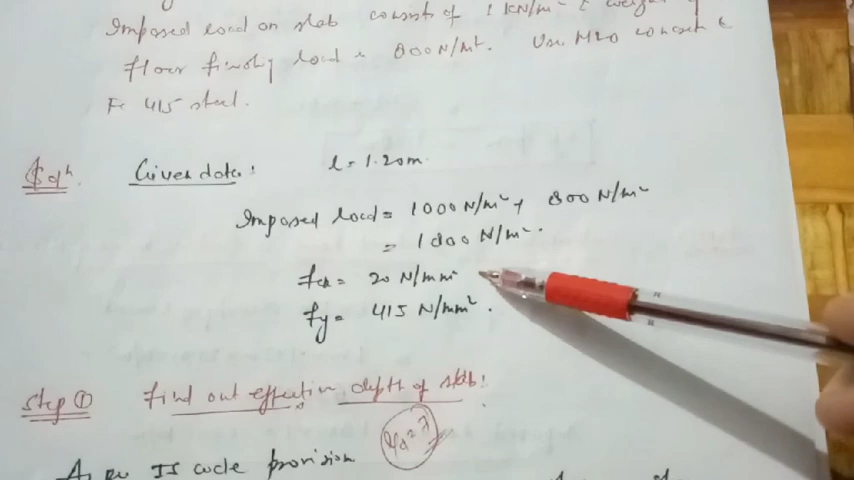 Imposed load on slab consists of 1 kN/m² & weight of
floor finishing load is 800 N/m². Use M20 concrete &
Fe 415 steel.
Solⁿ. Given data: l = 1.20m.
Imposed load = 1000 N/m² + 800 N/m²
= 1800 N/m².
fck = 20 N/mm²
fy = 415 N/mm².
Step ① Find out effective depth of slab:
As per IS code provision